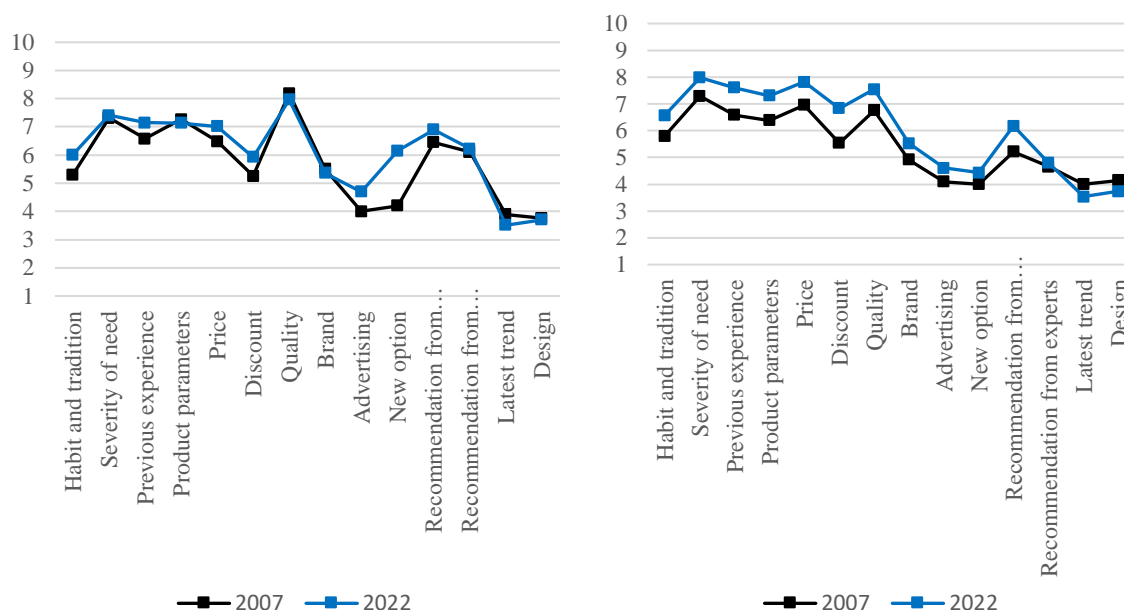 10
9
8
7
6
5
4
3
2
1
Habit and tradition
Severity of need
Previous experience
Product parameters
Price
Discount
Quality
Brand
Advertising
New option
Recommendation from…
Recommendation from…
Latest trend
Design
2007
2022
10
9
8
7
6
5
4
3
2
1
Habit and tradition
Severity of need
Previous experience
Product parameters
Price
Discount
Quality
Brand
Advertising
New option
Recommendation from…
Recommendation from experts
Latest trend
Design
2007
2022